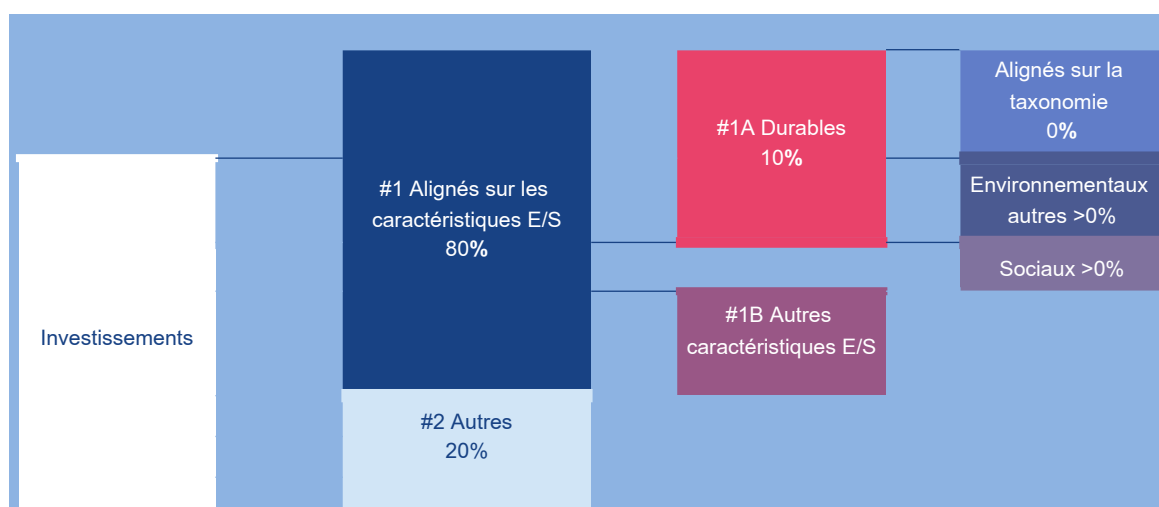 Investissements
#1 Alignés sur les
caractéristiques E/S
80%
#2 Autres
20%
#1A Durables
10%
#1B Autres
caractéristiques E/S
Alignés sur la
taxonomie
0%
Environnementaux
autres >0%
Sociaux >0%